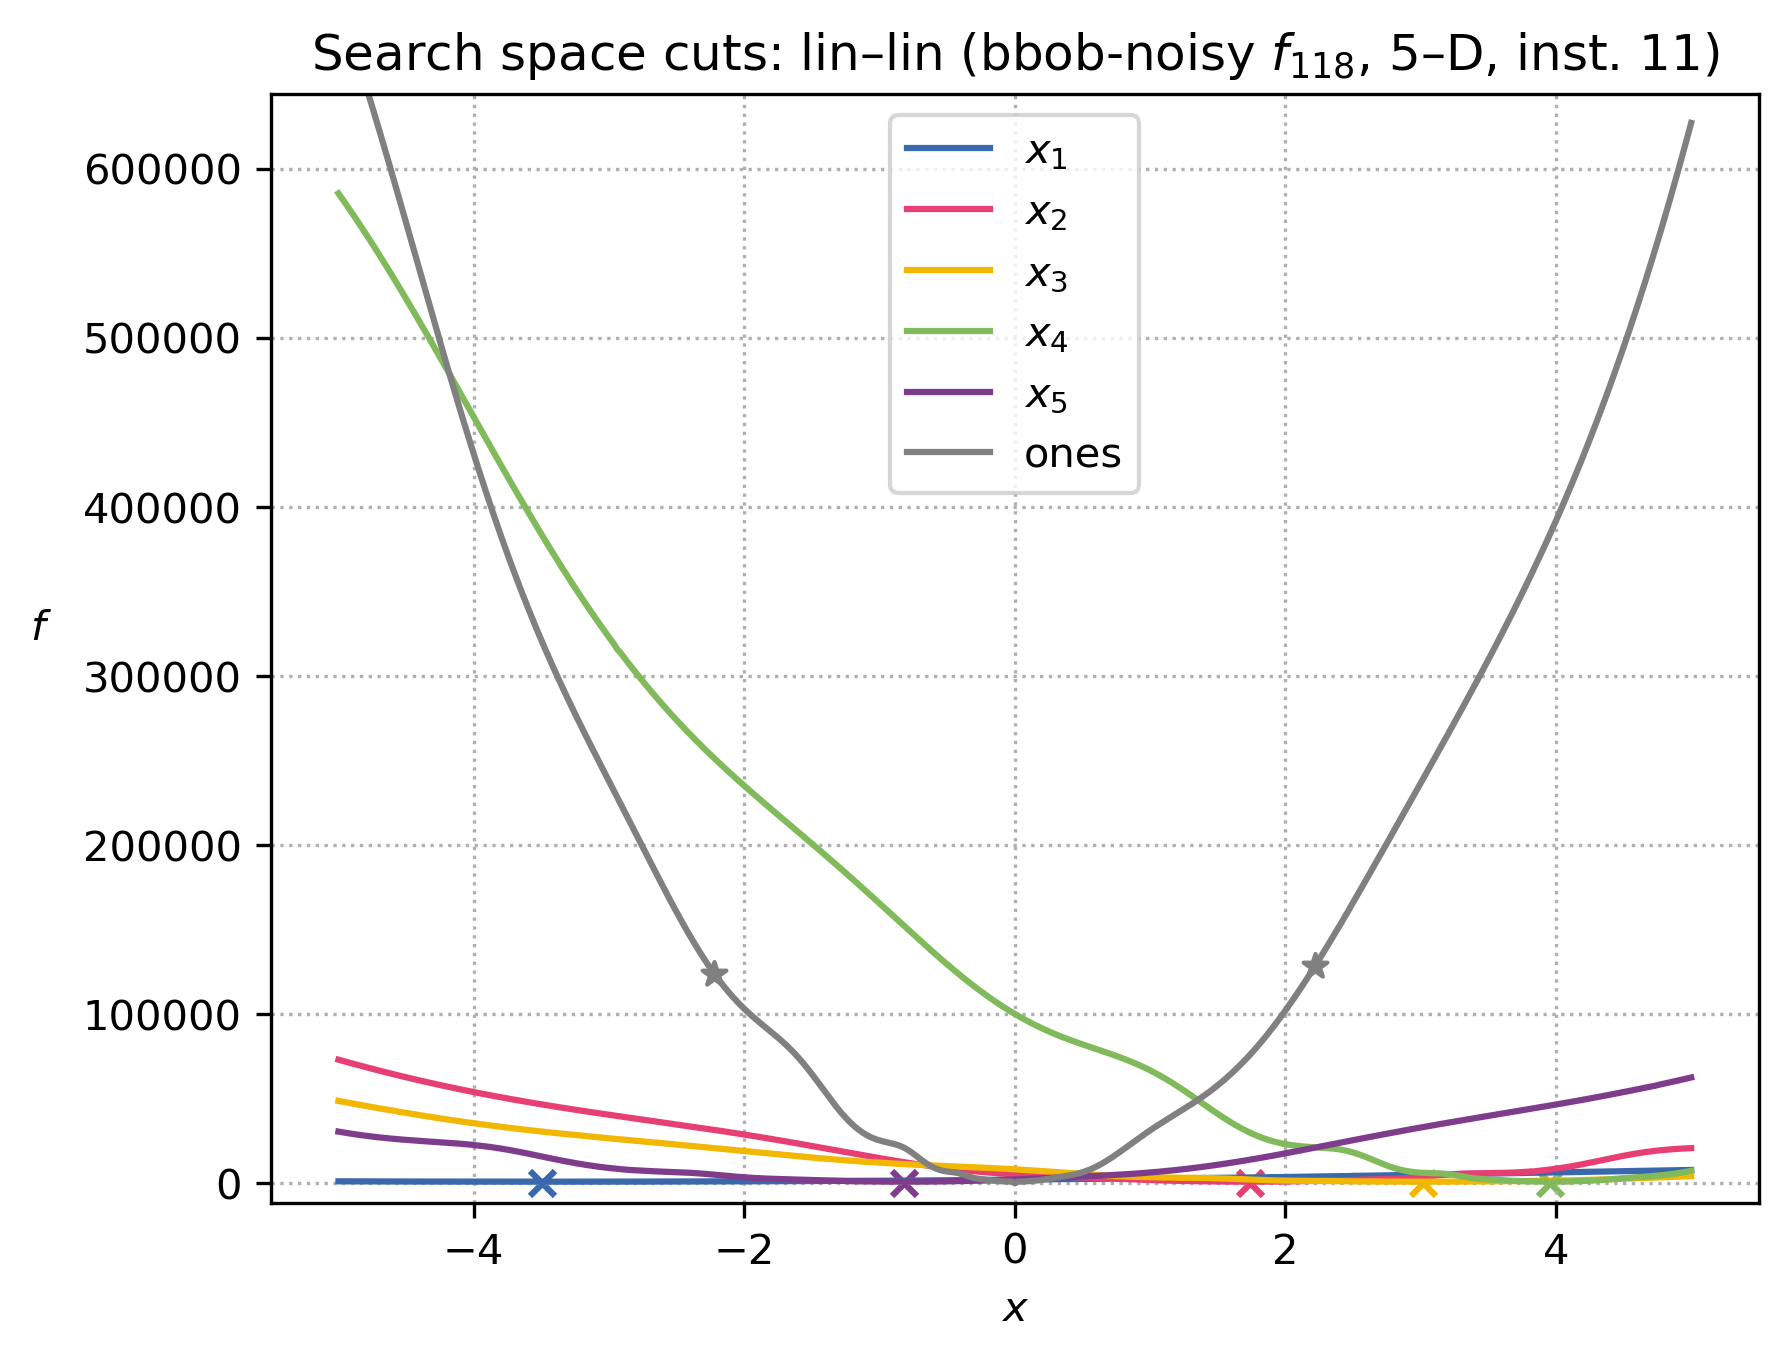 Search space cuts: lin–lin (bbob-noisy f₁₁₈, 5–D, inst. 11)
x₁
x₂
x₃
x₄
x₅
ones
600000
500000
400000
300000
200000
100000
0
f
−4 −2 0 2 4
x